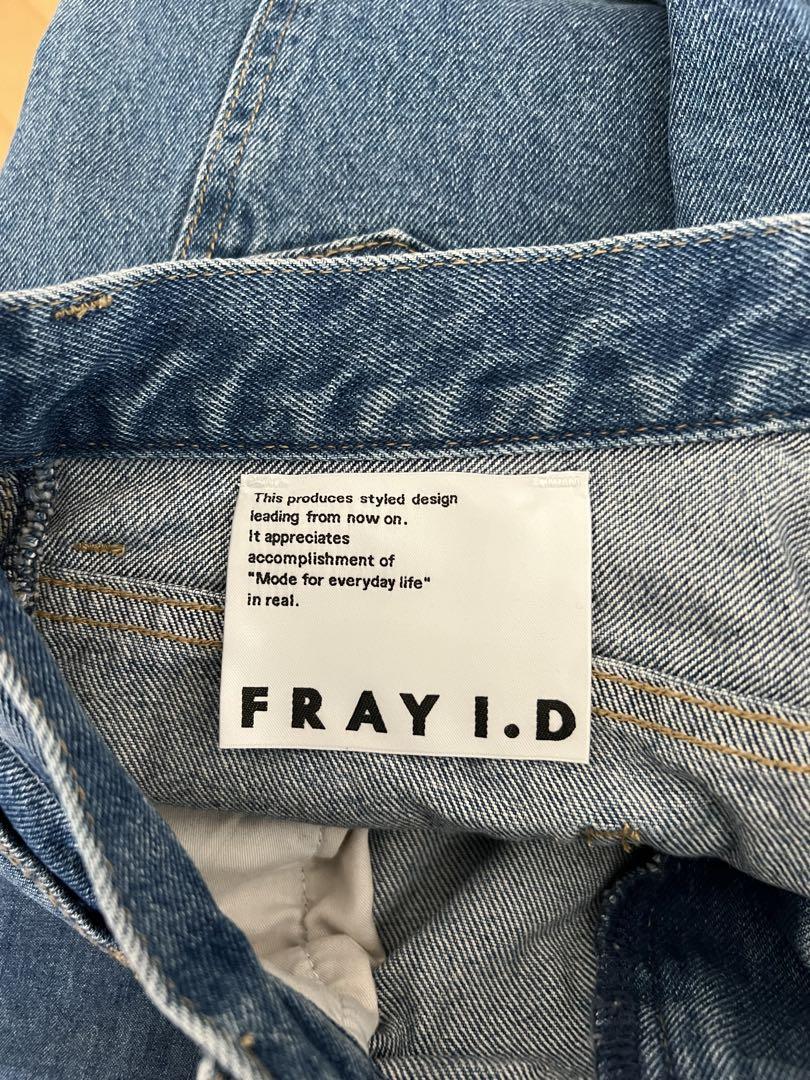 This produces styled design
leading from now on.
It appreciates
accomplishment of
"Mode for everyday life"
in real.
FRAY I.D